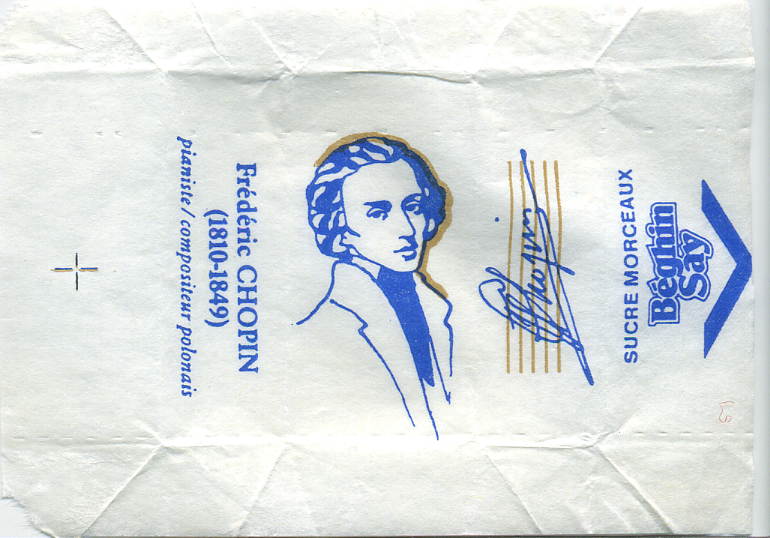 Frédéric CHOPIN
(1810-1849)
pianiste / compositeur polonais
Chopin
SUCRE MORCEAUX
Béghin
Say